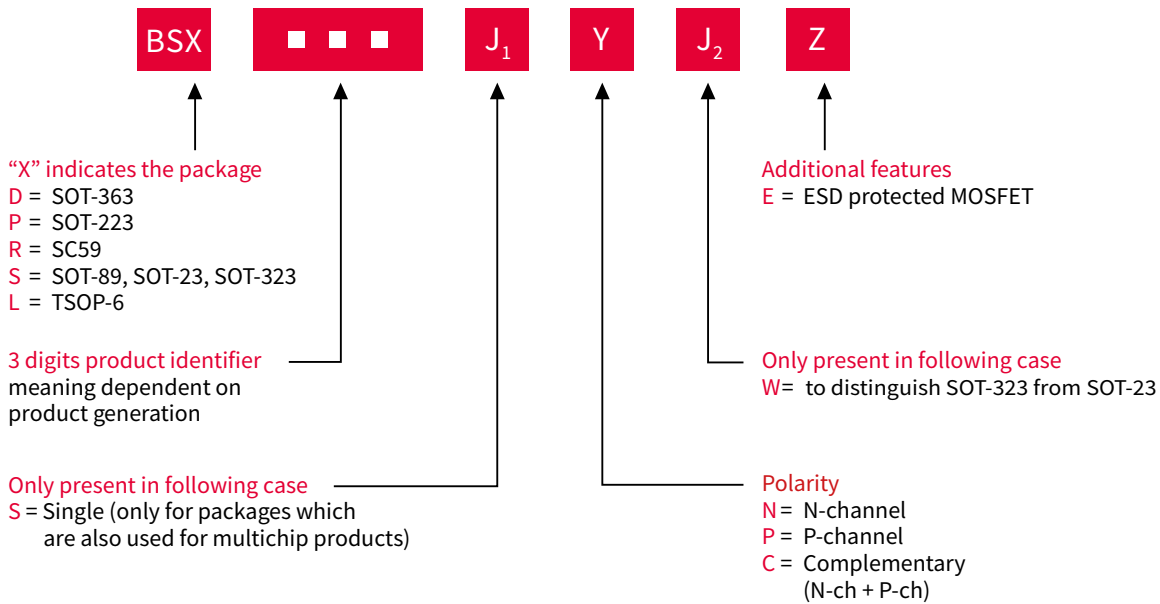 BSX
J1
Y
J2
Z
“X” indicates the package
D = SOT-363
P = SOT-223
R = SC59
S = SOT-89, SOT-23, SOT-323
L = TSOP-6
Additional features
E = ESD protected MOSFET
3 digits product identifier
meaning dependent on
product generation
Only present in following case
W= to distinguish SOT-323 from SOT-23
Only present in following case
S = Single (only for packages which
are also used for multichip products)
Polarity
N = N-channel
P = P-channel
C = Complementary
(N-ch + P-ch)